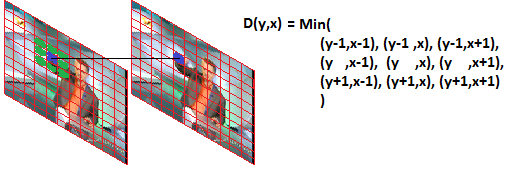 D(y,x) = Min(
(y-1,x-1), (y-1 ,x), (y-1,x+1),
(y   ,x-1),  (y    ,x), (y    ,x+1),
(y+1,x-1), (y+1,x), (y+1,x+1)
)